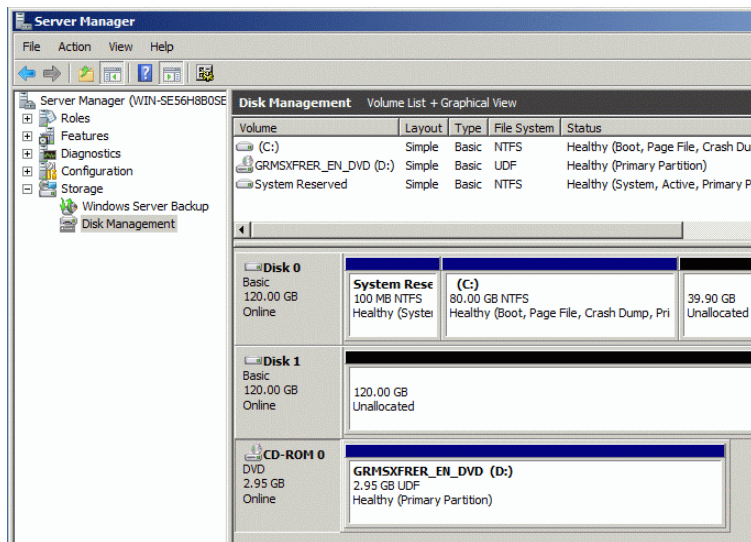 Server Manager
File Action View Help
Server Manager (WIN-SE56H8B0SE
Roles
Features
Diagnostics
Configuration
Storage
Windows Server Backup
Disk Management
Disk Management Volume List + Graphical View
Volume Layout Type File System Status
(C:) Simple Basic NTFS Healthy (Boot, Page File, Crash Du
GRMSXFRER_EN_DVD (D:) Simple Basic UDF Healthy (Primary Partition)
System Reserved Simple Basic NTFS Healthy (System, Active, Primary P
Disk 0
Basic
120.00 GB
Online
System Rese
100 MB NTFS
Healthy (Syster
(C:)
80.00 GB NTFS
Healthy (Boot, Page File, Crash Dump, Pri
39.90 GB
Unallocated
Disk 1
Basic
120.00 GB
Online
120.00 GB
Unallocated
CD-ROM 0
DVD
2.95 GB
Online
GRMSXFRER_EN_DVD (D:)
2.95 GB UDF
Healthy (Primary Partition)